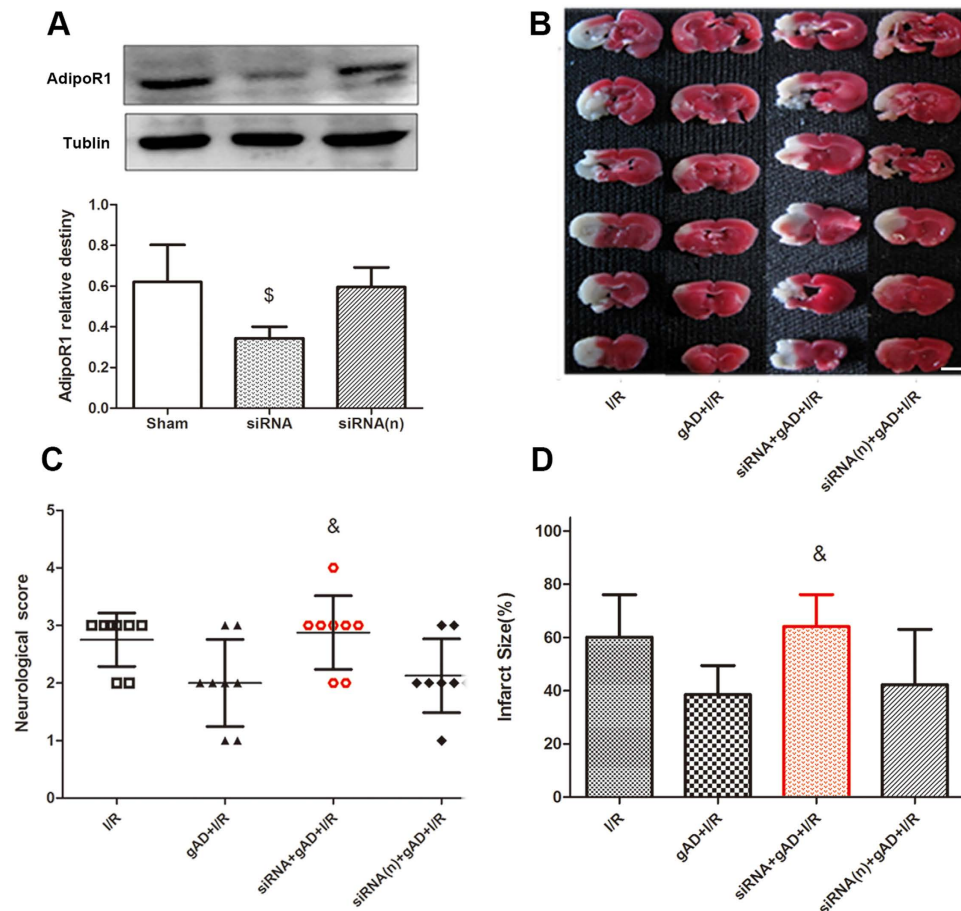 A
AdipoR1
Tublin
AdipoR1 relative destiny
1.0
0.8
0.6
0.4
0.2
0.0
$
Sham siRNA siRNA(n)
B
I/R gAD+I/R siRNA+gAD+I/R siRNA(n)+gAD+I/R
C
Neurological score
5
4
3
2
1
0
&
I/R gAD+I/R siRNA+gAD+I/R siRNA(n)+gAD+I/R
D
Infarct Size(%)
100
80
60
40
20
0
&
I/R gAD+I/R siRNA+gAD+I/R siRNA(n)+gAD+I/R